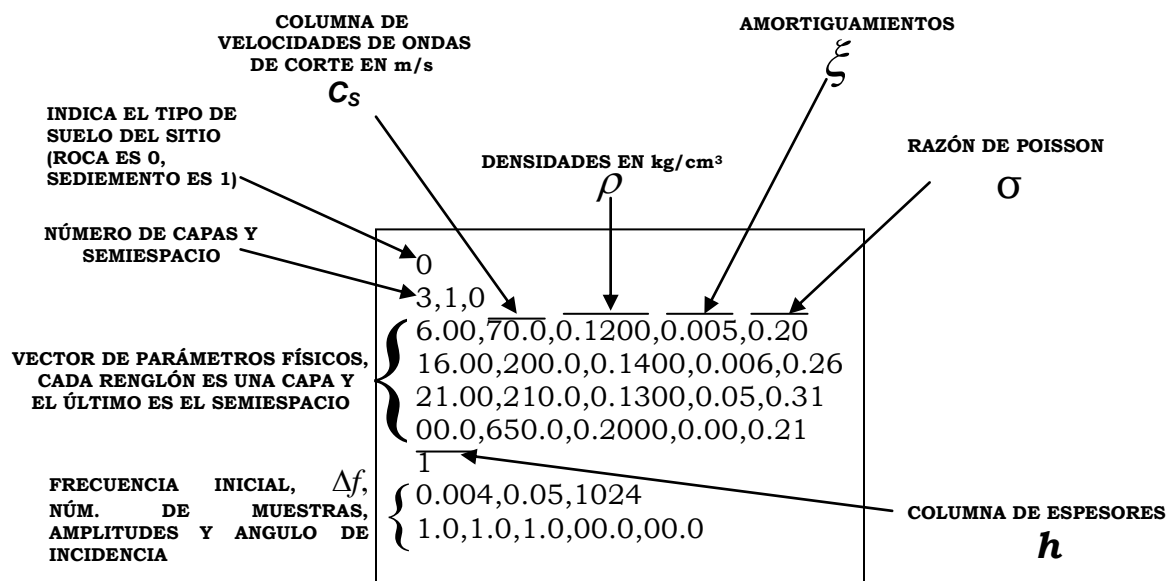 COLUMNA DE
VELOCIDADES DE ONDAS
DE CORTE EN m/s
Cs
AMORTIGUAMIENTOS
ξ
INDICA EL TIPO DE
SUELO DEL SITIO
(ROCA ES 0,
SEDIEMENTO ES 1)
DENSIDADES EN kg/cm³
ρ
RAZÓN DE POISSON
σ
NÚMERO DE CAPAS Y
SEMIESPACIO
0
3,1,0
6.00,70.0,0.1200,0.005,0.20
16.00,200.0,0.1400,0.006,0.26
21.00,210.0,0.1300,0.05,0.31
00.0,650.0,0.2000,0.00,0.21
1
0.004,0.05,1024
1.0,1.0,1.0,00.0,00.0
VECTOR DE PARÁMETROS FÍSICOS,
CADA RENGLÓN ES UNA CAPA Y
EL ÚLTIMO ES EL SEMIESPACIO
FRECUENCIA INICIAL, Δf,
NÚM. DE MUESTRAS,
AMPLITUDES Y ANGULO DE
INCIDENCIA
COLUMNA DE ESPESORES
h